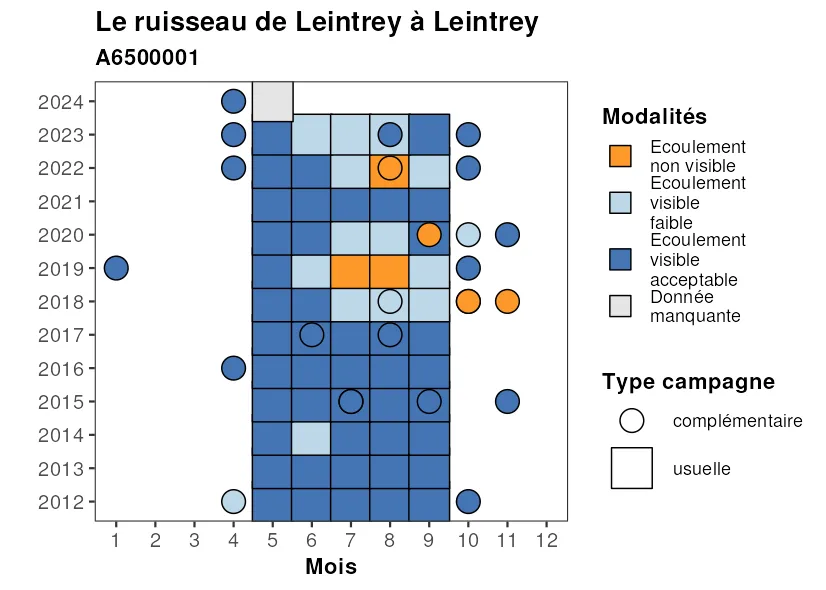 Le ruisseau de Leintrey à Leintrey
A6500001
2024
2023
2022
2021
2020
2019
2018
2017
2016
2015
2014
2013
2012
1 2 3 4 5 6 7 8 9 10 11 12
Mois
Modalités
Ecoulement
non visible
Ecoulement
visible
faible
Ecoulement
visible
acceptable
Donnée
manquante
Type campagne
complémentaire
usuelle